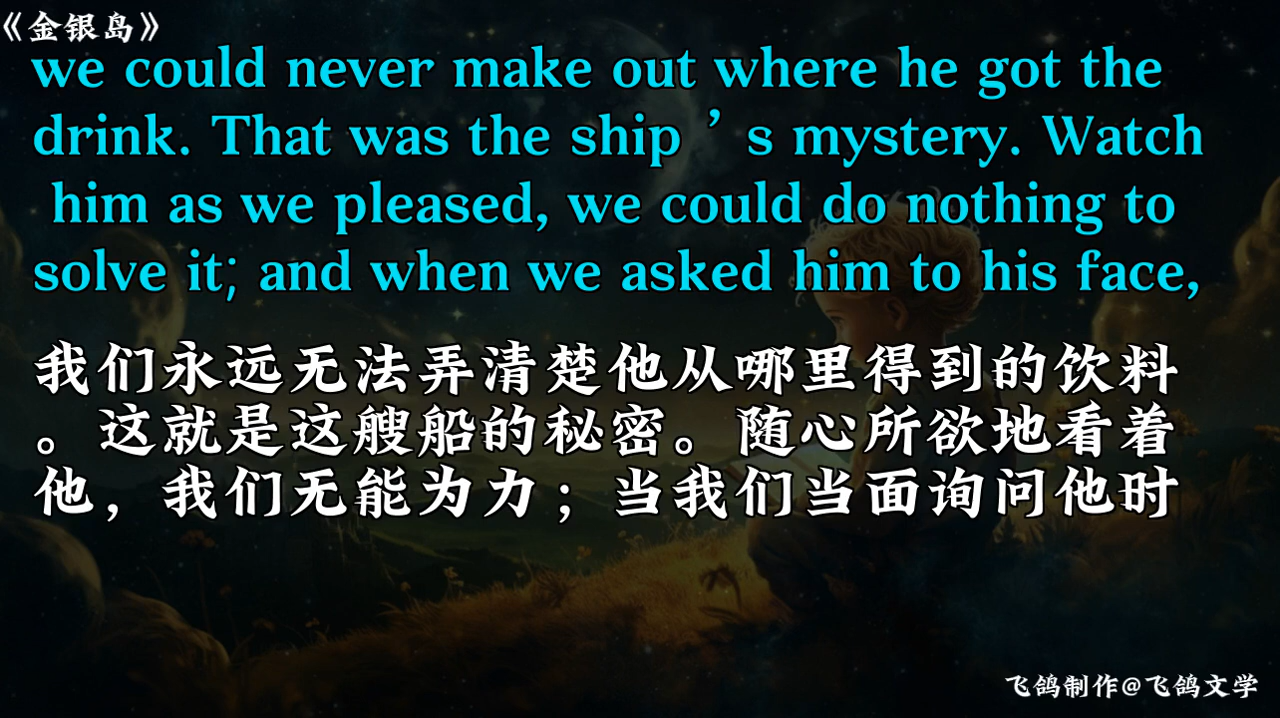 《金银岛》
we could never make out where he got the
drink. That was the ship ’ s mystery. Watch
him as we pleased, we could do nothing to
solve it; and when we asked him to his face,
我们永远无法弄清楚他从哪里得到的饮料
。这就是这艘船的秘密。随心所欲地看着
他，我们无能为力；当我们当面询问他时
飞鸽制作@飞鸽文学